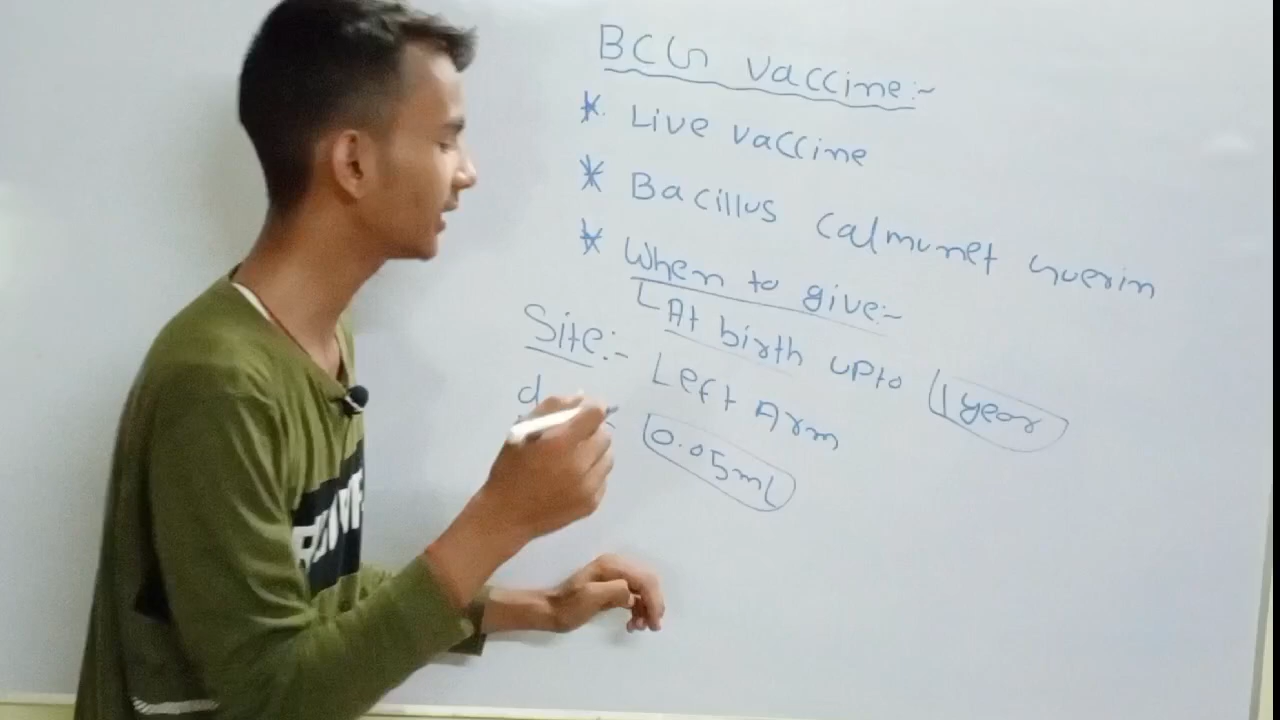 BCG vaccine:-
* Live vaccine
* Bacillus calmunet Guerin
* When to give:-
At birth upto 1 year
Site:- Left Arm
0.05mL